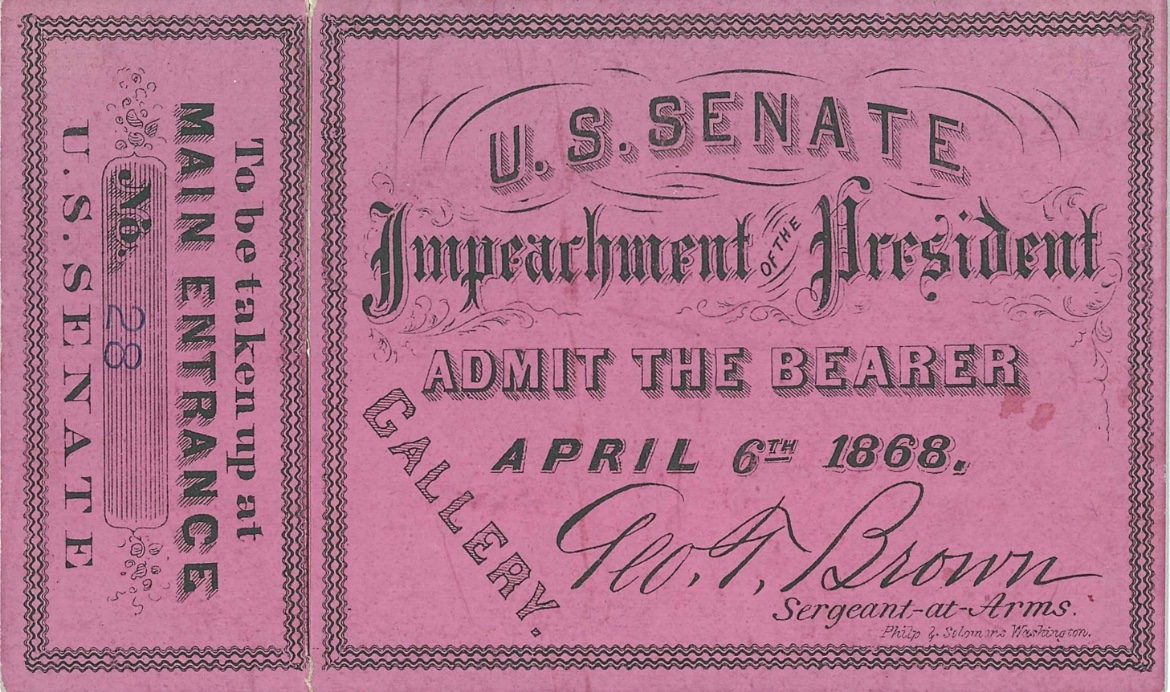 To be taken up at
MAIN ENTRANCE
No. 28
U.S. SENATE
U.S. SENATE
Impeachment OF THE President
ADMIT THE BEARER
GALLERY.
APRIL 6TH 1868.
Geo. T. Brown
Sergeant-at-Arms.
Philp & Solomons Washington.